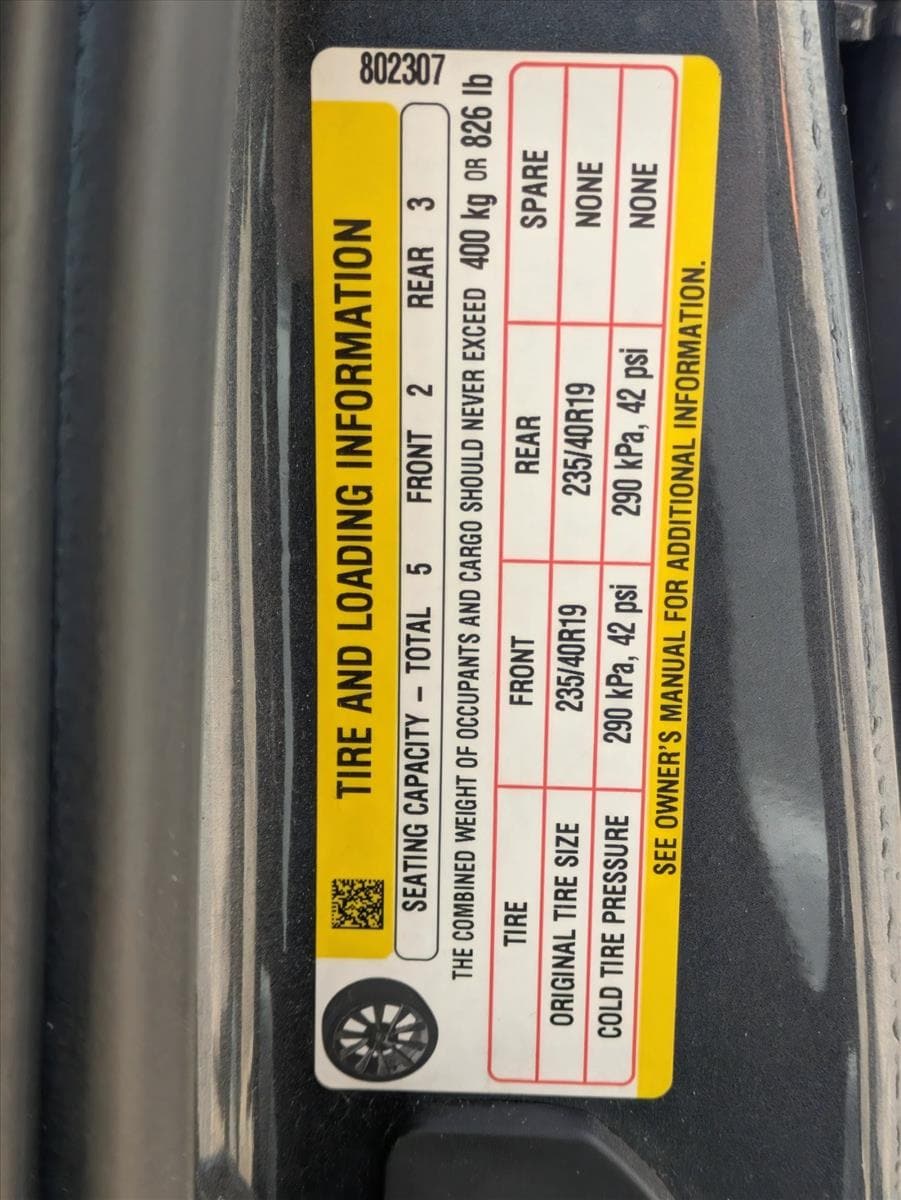 802307
TIRE AND LOADING INFORMATION
SEATING CAPACITY – TOTAL 5 FRONT 2 REAR 3
THE COMBINED WEIGHT OF OCCUPANTS AND CARGO SHOULD NEVER EXCEED 400 kg OR 826 lb
TIRE FRONT REAR SPARE
ORIGINAL TIRE SIZE 235/40R19 235/40R19 NONE
COLD TIRE PRESSURE 290 kPa, 42 psi 290 kPa, 42 psi NONE
SEE OWNER'S MANUAL FOR ADDITIONAL INFORMATION.